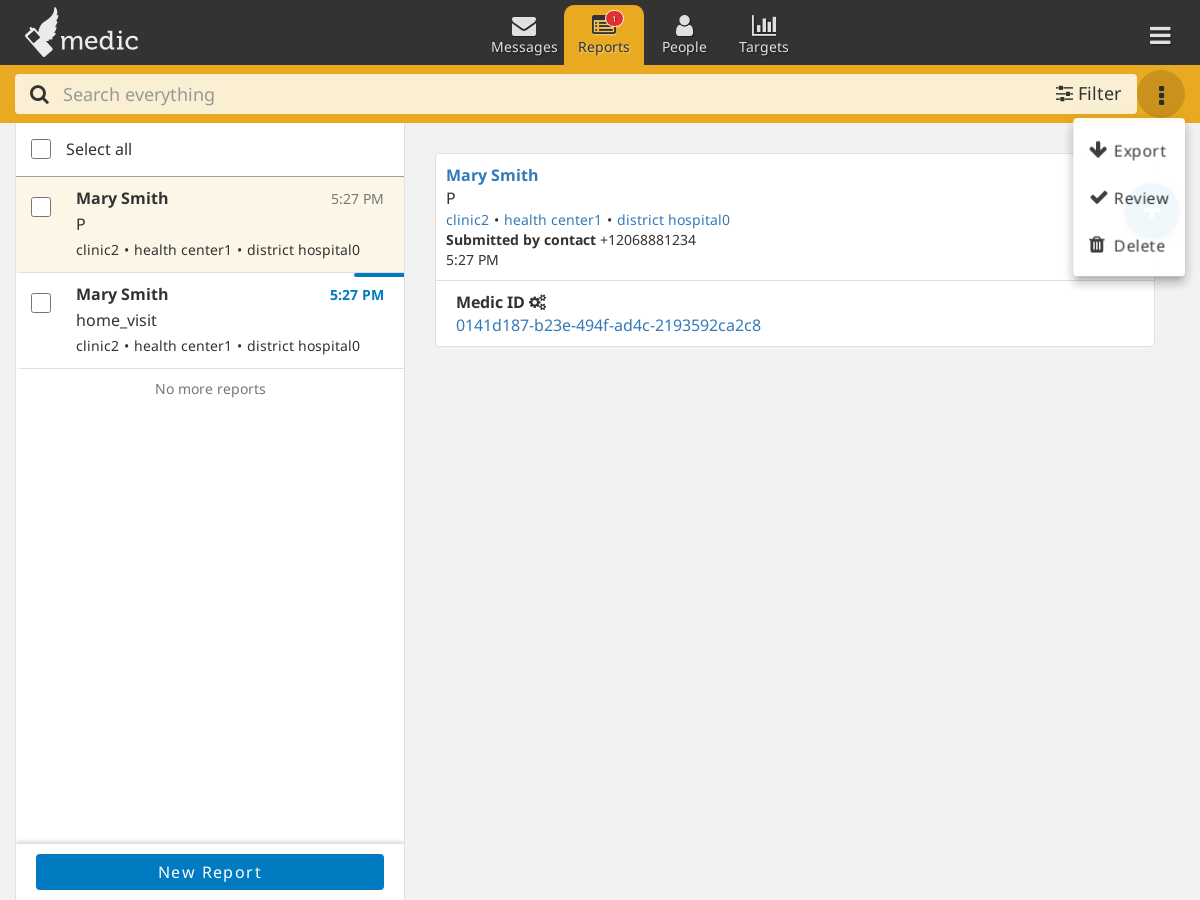 medic
Messages
1
Reports
People
Targets
Search everything
Filter
Export
Review
Delete
Select all
Mary Smith 5:27 PM
P
clinic2 • health center1 • district hospital0
Mary Smith 5:27 PM
home_visit
clinic2 • health center1 • district hospital0
No more reports
New Report
Mary Smith
P
clinic2 • health center1 • district hospital0
Submitted by contact +12068881234
5:27 PM
Medic ID
0141d187-b23e-494f-ad4c-2193592ca2c8